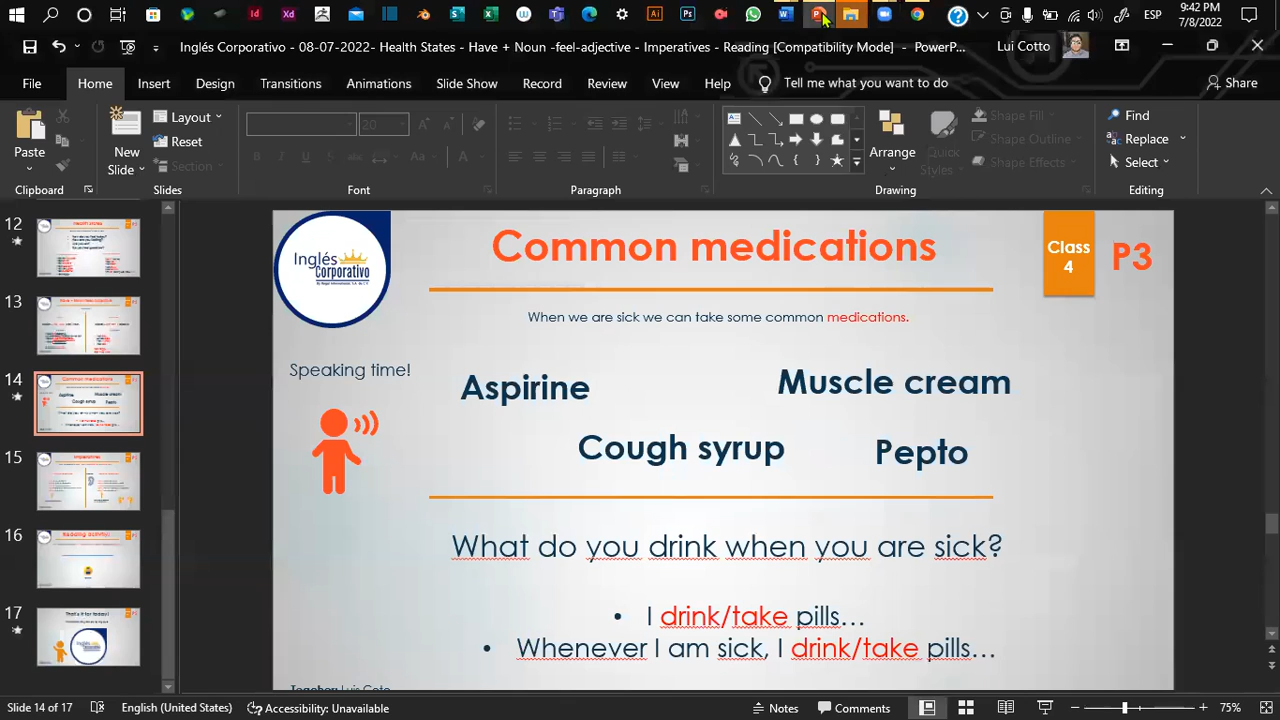 9:42 PM
ESP
7/8/2022
Inglés Corporativo - 08-07-2022- Health States - Have + Noun -feel-adjective - Imperatives - Reading [Compatibility Mode] - PowerP...
Lui Cotto
File Home Insert Design Transitions Animations Slide Show Record Review View Help Tell me what you want to do Share
Paste
New Slide
Layout
Reset
Section
20
Arrange
Quick Styles
Shape Fill
Shape Outline
Shape Effects
Find
Replace
Select
Clipboard Slides Font Paragraph Drawing Editing
12
13
14
15
16
17
Inglés
Corporativo
Common medications
Class
4
P3
When we are sick we can take some common medications.
Speaking time!
Aspirine
Muscle cream
Cough syrup
Pepto
What do you drink when you are sick?
• I drink/take pills…
• Whenever I am sick, I drink/take pills…
Teacher: Luis Coto
Slide 14 of 17 English (United States) Accessibility: Unavailable Notes Comments 75%